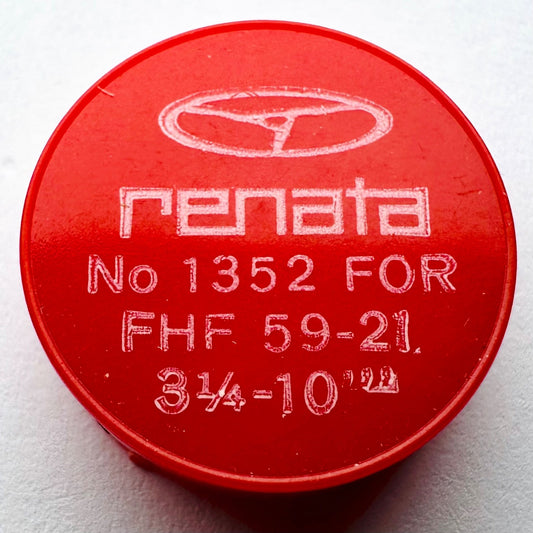 renata
No 1352 FOR
FHF 59-21
3¼-10'''